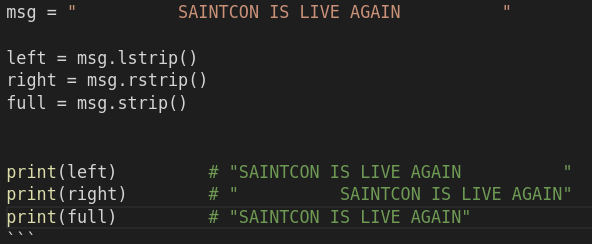 msg = "          SAINTCON IS LIVE AGAIN          "
left = msg.lstrip()
right = msg.rstrip()
full = msg.strip()
print(left)         # "SAINTCON IS LIVE AGAIN          "
print(right)        # "          SAINTCON IS LIVE AGAIN"
print(full)         # "SAINTCON IS LIVE AGAIN"
```